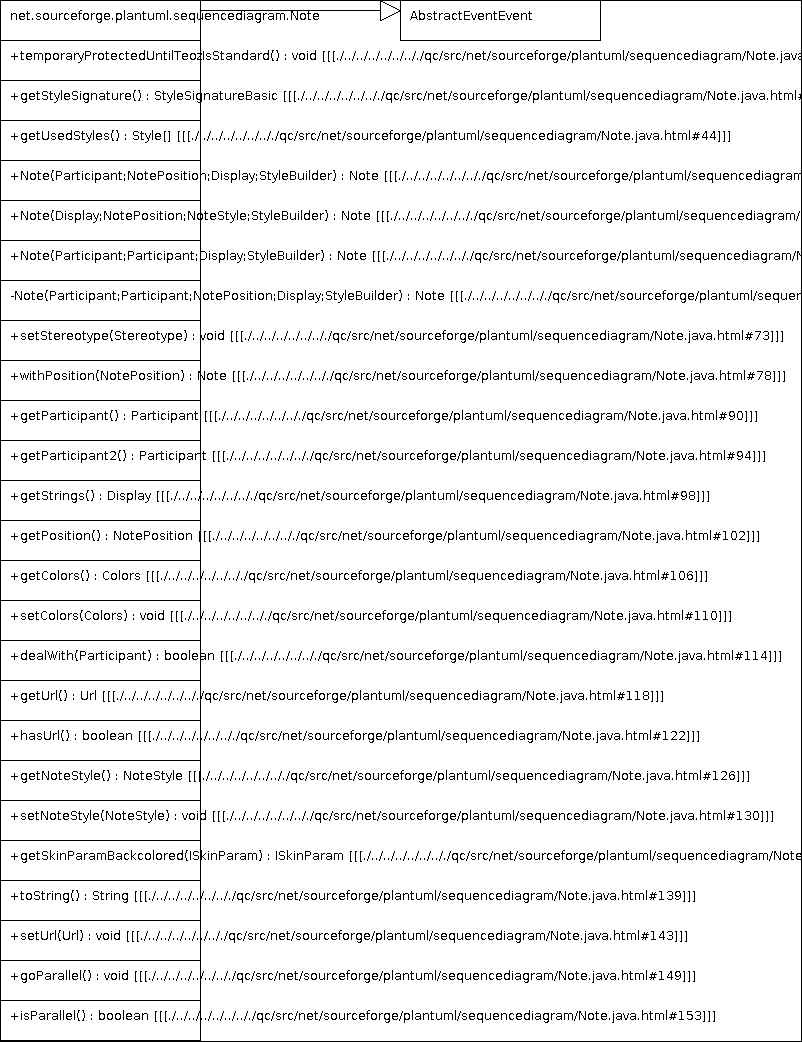 net.sourceforge.plantuml.sequencediagram.Note
AbstractEventEvent
+temporaryProtectedUntilTeozIsStandard() : void [[[./../../../../../../qc/src/net/sourceforge/plantuml/sequencediagram/Note.java
+getStyleSignature() : StyleSignatureBasic [[[./../../../../../../qc/src/net/sourceforge/plantuml/sequencediagram/Note.java.html#
+getUsedStyles() : Style[] [[[./../../../../../../qc/src/net/sourceforge/plantuml/sequencediagram/Note.java.html#44]]]
+Note(Participant;NotePosition;Display;StyleBuilder) : Note [[[./../../../../../../qc/src/net/sourceforge/plantuml/sequencediagram
+Note(Display;NotePosition;NoteStyle;StyleBuilder) : Note [[[./../../../../../../qc/src/net/sourceforge/plantuml/sequencediagram/
+Note(Participant;Participant;Display;StyleBuilder) : Note [[[./../../../../../../qc/src/net/sourceforge/plantuml/sequencediagram/N
-Note(Participant;Participant;NotePosition;Display;StyleBuilder) : Note [[[./../../../../../../qc/src/net/sourceforge/plantuml/sequen
+setStereotype(Stereotype) : void [[[./../../../../../../qc/src/net/sourceforge/plantuml/sequencediagram/Note.java.html#73]]]
+withPosition(NotePosition) : Note [[[./../../../../../../qc/src/net/sourceforge/plantuml/sequencediagram/Note.java.html#78]]]
+getParticipant() : Participant [[[./../../../../../../qc/src/net/sourceforge/plantuml/sequencediagram/Note.java.html#90]]]
+getParticipant2() : Participant [[[./../../../../../../qc/src/net/sourceforge/plantuml/sequencediagram/Note.java.html#94]]]
+getStrings() : Display [[[./../../../../../../qc/src/net/sourceforge/plantuml/sequencediagram/Note.java.html#98]]]
+getPosition() : NotePosition [[[./../../../../../../qc/src/net/sourceforge/plantuml/sequencediagram/Note.java.html#102]]]
+getColors() : Colors [[[./../../../../../../qc/src/net/sourceforge/plantuml/sequencediagram/Note.java.html#106]]]
+setColors(Colors) : void [[[./../../../../../../qc/src/net/sourceforge/plantuml/sequencediagram/Note.java.html#110]]]
+dealWith(Participant) : boolean [[[./../../../../../../qc/src/net/sourceforge/plantuml/sequencediagram/Note.java.html#114]]]
+getUrl() : Url [[[./../../../../../../qc/src/net/sourceforge/plantuml/sequencediagram/Note.java.html#118]]]
+hasUrl() : boolean [[[./../../../../../../qc/src/net/sourceforge/plantuml/sequencediagram/Note.java.html#122]]]
+getNoteStyle() : NoteStyle [[[./../../../../../../qc/src/net/sourceforge/plantuml/sequencediagram/Note.java.html#126]]]
+setNoteStyle(NoteStyle) : void [[[./../../../../../../qc/src/net/sourceforge/plantuml/sequencediagram/Note.java.html#130]]]
+getSkinParamBackcolored(ISkinParam) : ISkinParam [[[./../../../../../../qc/src/net/sourceforge/plantuml/sequencediagram/Note
+toString() : String [[[./../../../../../../qc/src/net/sourceforge/plantuml/sequencediagram/Note.java.html#139]]]
+setUrl(Url) : void [[[./../../../../../../qc/src/net/sourceforge/plantuml/sequencediagram/Note.java.html#143]]]
+goParallel() : void [[[./../../../../../../qc/src/net/sourceforge/plantuml/sequencediagram/Note.java.html#149]]]
+isParallel() : boolean [[[./../../../../../../qc/src/net/sourceforge/plantuml/sequencediagram/Note.java.html#153]]]